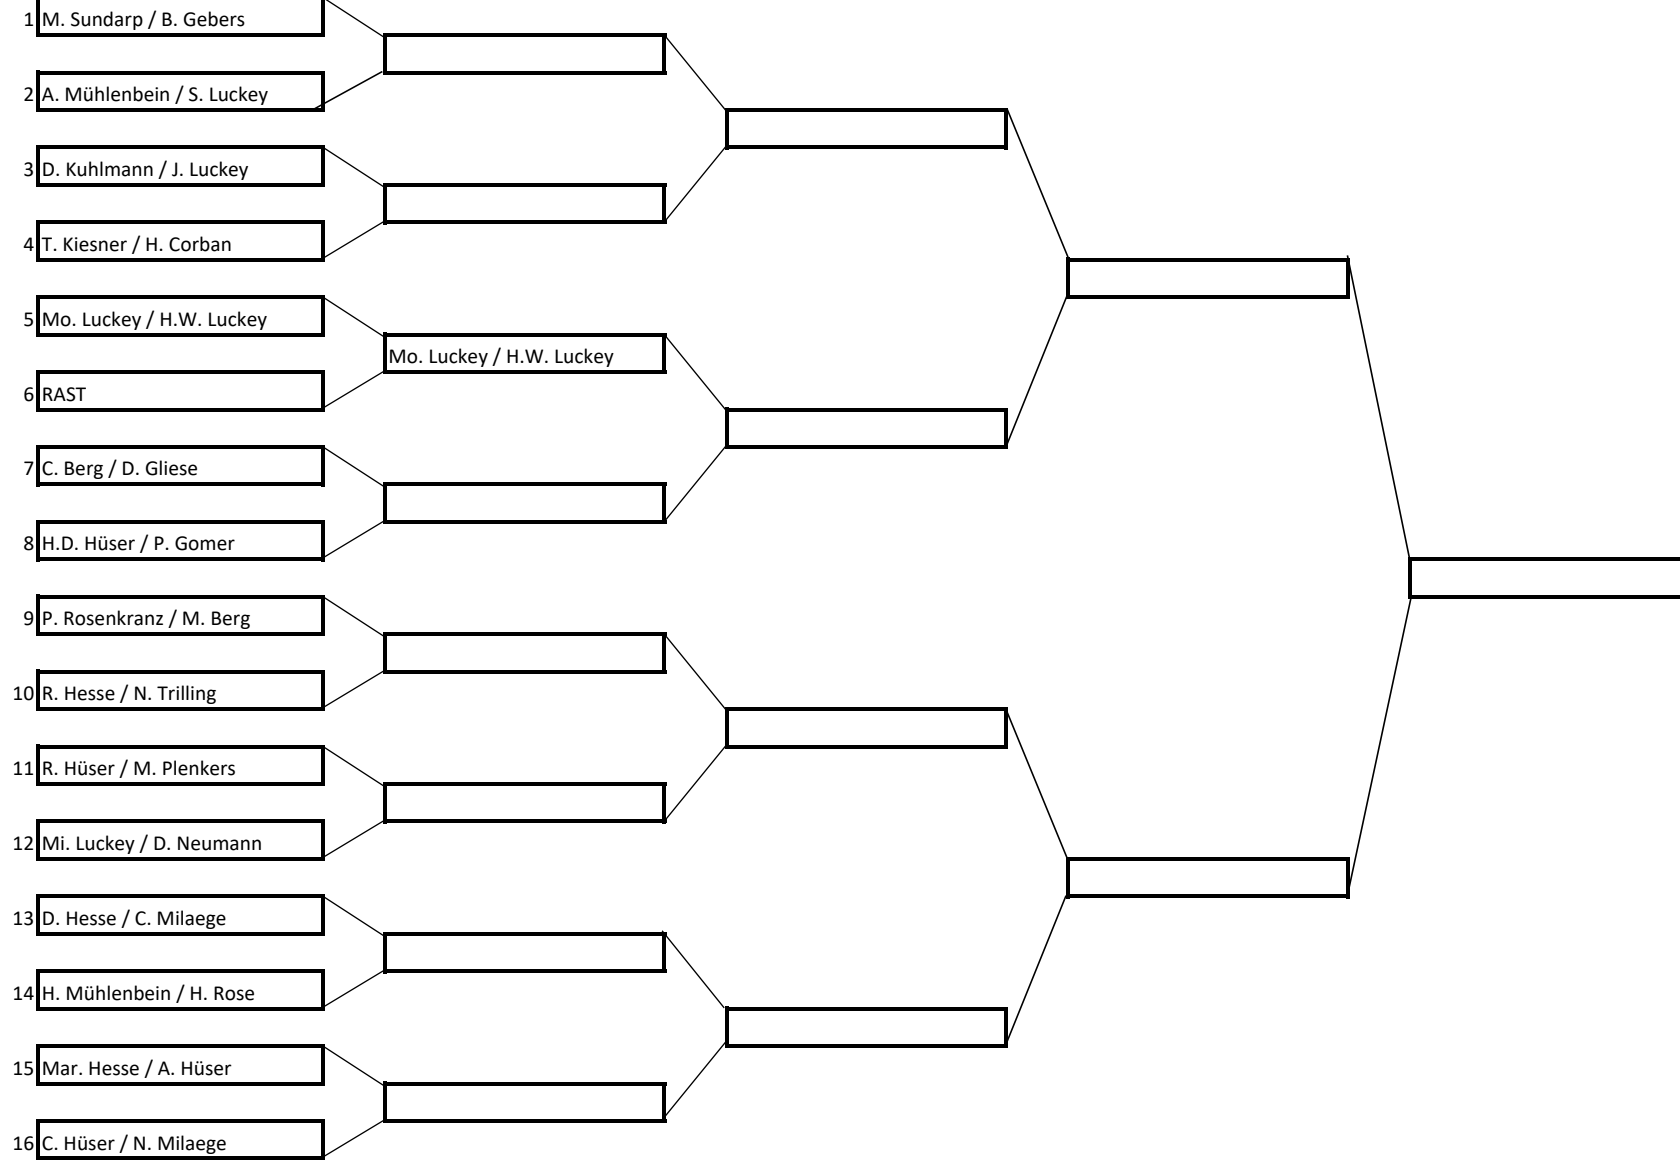 1 M. Sundarp / B. Gebers
2 A. Mühlenbein / S. Luckey
3 D. Kuhlmann / J. Luckey
4 T. Kiesner / H. Corban
5 Mo. Luckey / H.W. Luckey
Mo. Luckey / H.W. Luckey
6 RAST
7 C. Berg / D. Gliese
8 H.D. Hüser / P. Gomer
9 P. Rosenkranz / M. Berg
10 R. Hesse / N. Trilling
11 R. Hüser / M. Plenkers
12 Mi. Luckey / D. Neumann
13 D. Hesse / C. Milaege
14 H. Mühlenbein / H. Rose
15 Mar. Hesse / A. Hüser
16 C. Hüser / N. Milaege